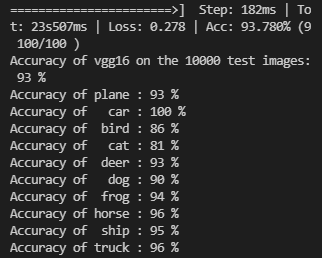 =======================>]  Step: 182ms | To
t: 23s507ms | Loss: 0.278 | Acc: 93.780% (9
 100/100 )
Accuracy of vgg16 on the 10000 test images:
 93 %
Accuracy of plane : 93 %
Accuracy of   car : 100 %
Accuracy of  bird : 86 %
Accuracy of   cat : 81 %
Accuracy of  deer : 93 %
Accuracy of   dog : 90 %
Accuracy of  frog : 94 %
Accuracy of horse : 96 %
Accuracy of  ship : 95 %
Accuracy of truck : 96 %